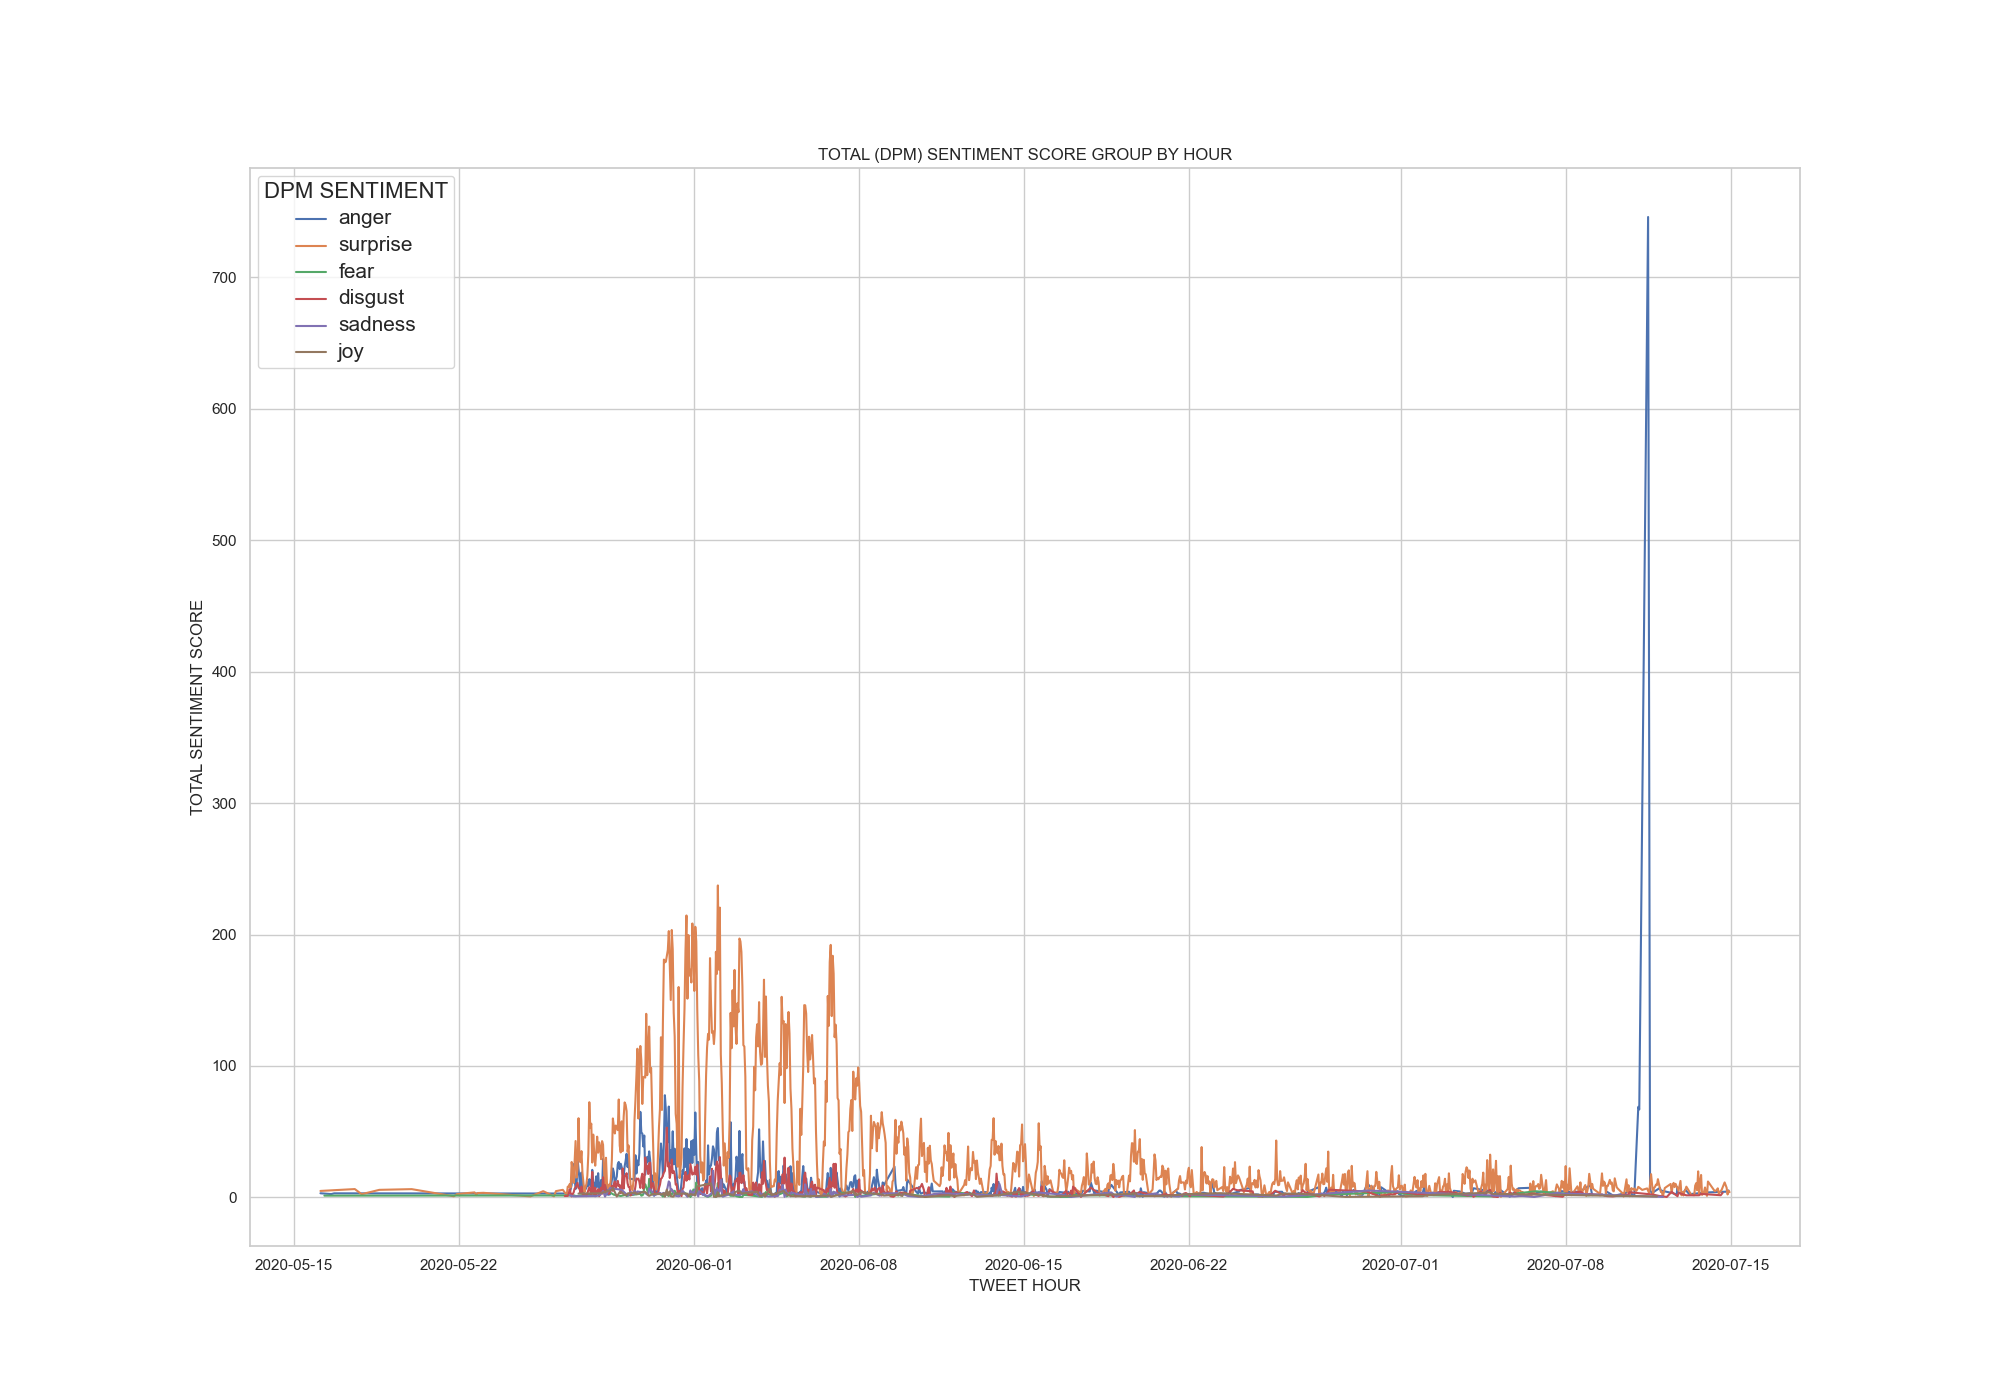 TOTAL (DPM) SENTIMENT SCORE GROUP BY HOUR
DPM SENTIMENT
anger
surprise
fear
disgust
sadness
joy
700
600
500
400
300
200
100
0
TOTAL SENTIMENT SCORE
2020-05-15 2020-05-22 2020-06-01 2020-06-08 2020-06-15 2020-06-22 2020-07-01 2020-07-08 2020-07-15
TWEET HOUR